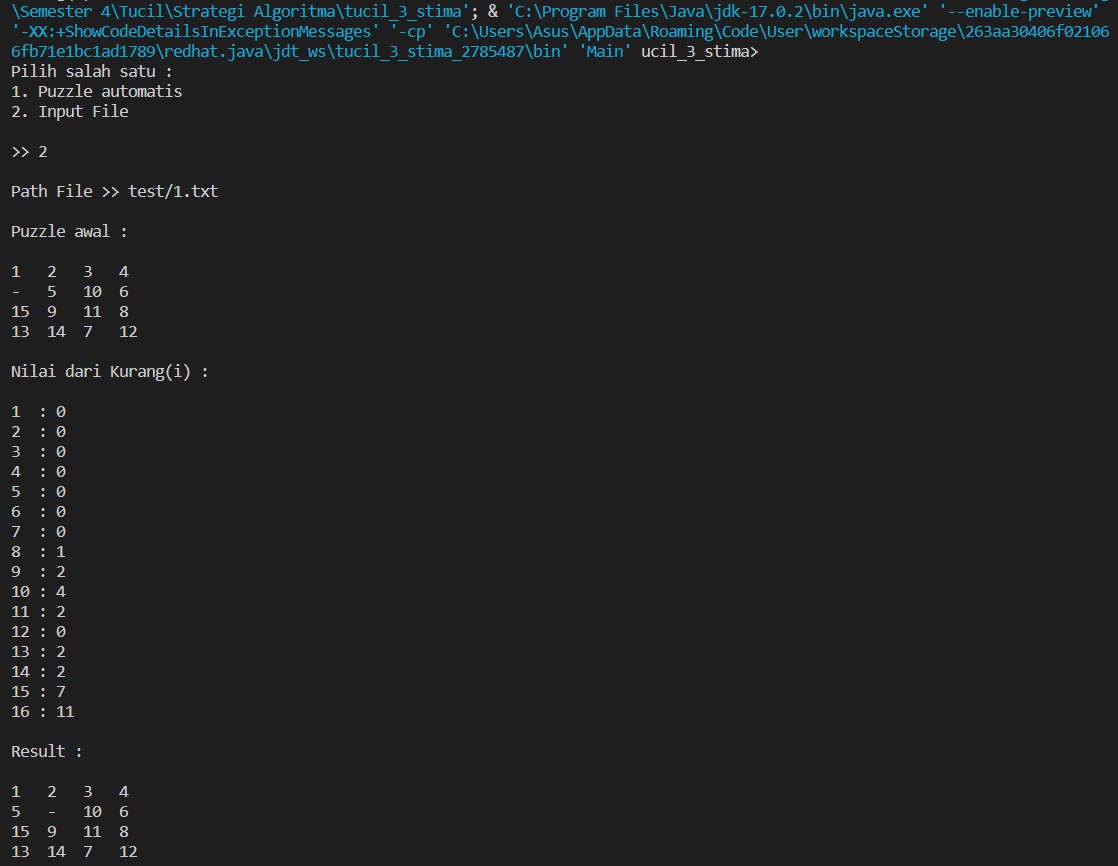 \Semester 4\Tucil\Strategi Algoritma\tucil_3_stima'; & 'C:\Program Files\Java\jdk-17.0.2\bin\java.exe' '--enable-preview'
'-XX:+ShowCodeDetailsInExceptionMessages' '-cp' 'C:\Users\Asus\AppData\Roaming\Code\User\workspaceStorage\263aa30406f02106
6fb71e1bc1ad1789\redhat.java\jdt_ws\tucil_3_stima_2785487\bin' 'Main' ucil_3_stima>
Pilih salah satu :
1. Puzzle automatis
2. Input File
>> 2
Path File >> test/1.txt
Puzzle awal :
1 2 3 4
- 5 10 6
15 9 11 8
13 14 7 12
Nilai dari Kurang(i) :
1 : 0
2 : 0
3 : 0
4 : 0
5 : 0
6 : 0
7 : 0
8 : 1
9 : 2
10 : 4
11 : 2
12 : 0
13 : 2
14 : 2
15 : 7
16 : 11
Result :
1 2 3 4
5 - 10 6
15 9 11 8
13 14 7 12